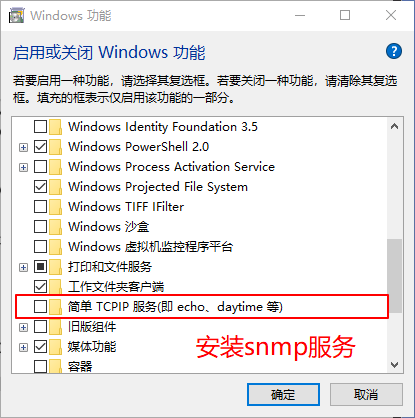 Windows 功能
启用或关闭 Windows 功能
若要启用一种功能，请选择其复选框。若要关闭一种功能，请清除其复选
框。填充的框表示仅启用该功能的一部分。
Windows Identity Foundation 3.5
Windows PowerShell 2.0
Windows Process Activation Service
Windows Projected File System
Windows TIFF IFilter
Windows 沙盒
Windows 虚拟机监控程序平台
打印和文件服务
工作文件夹客户端
简单 TCPIP 服务(即 echo、daytime 等)
旧版组件
媒体功能
容器
安装snmp服务
确定
取消